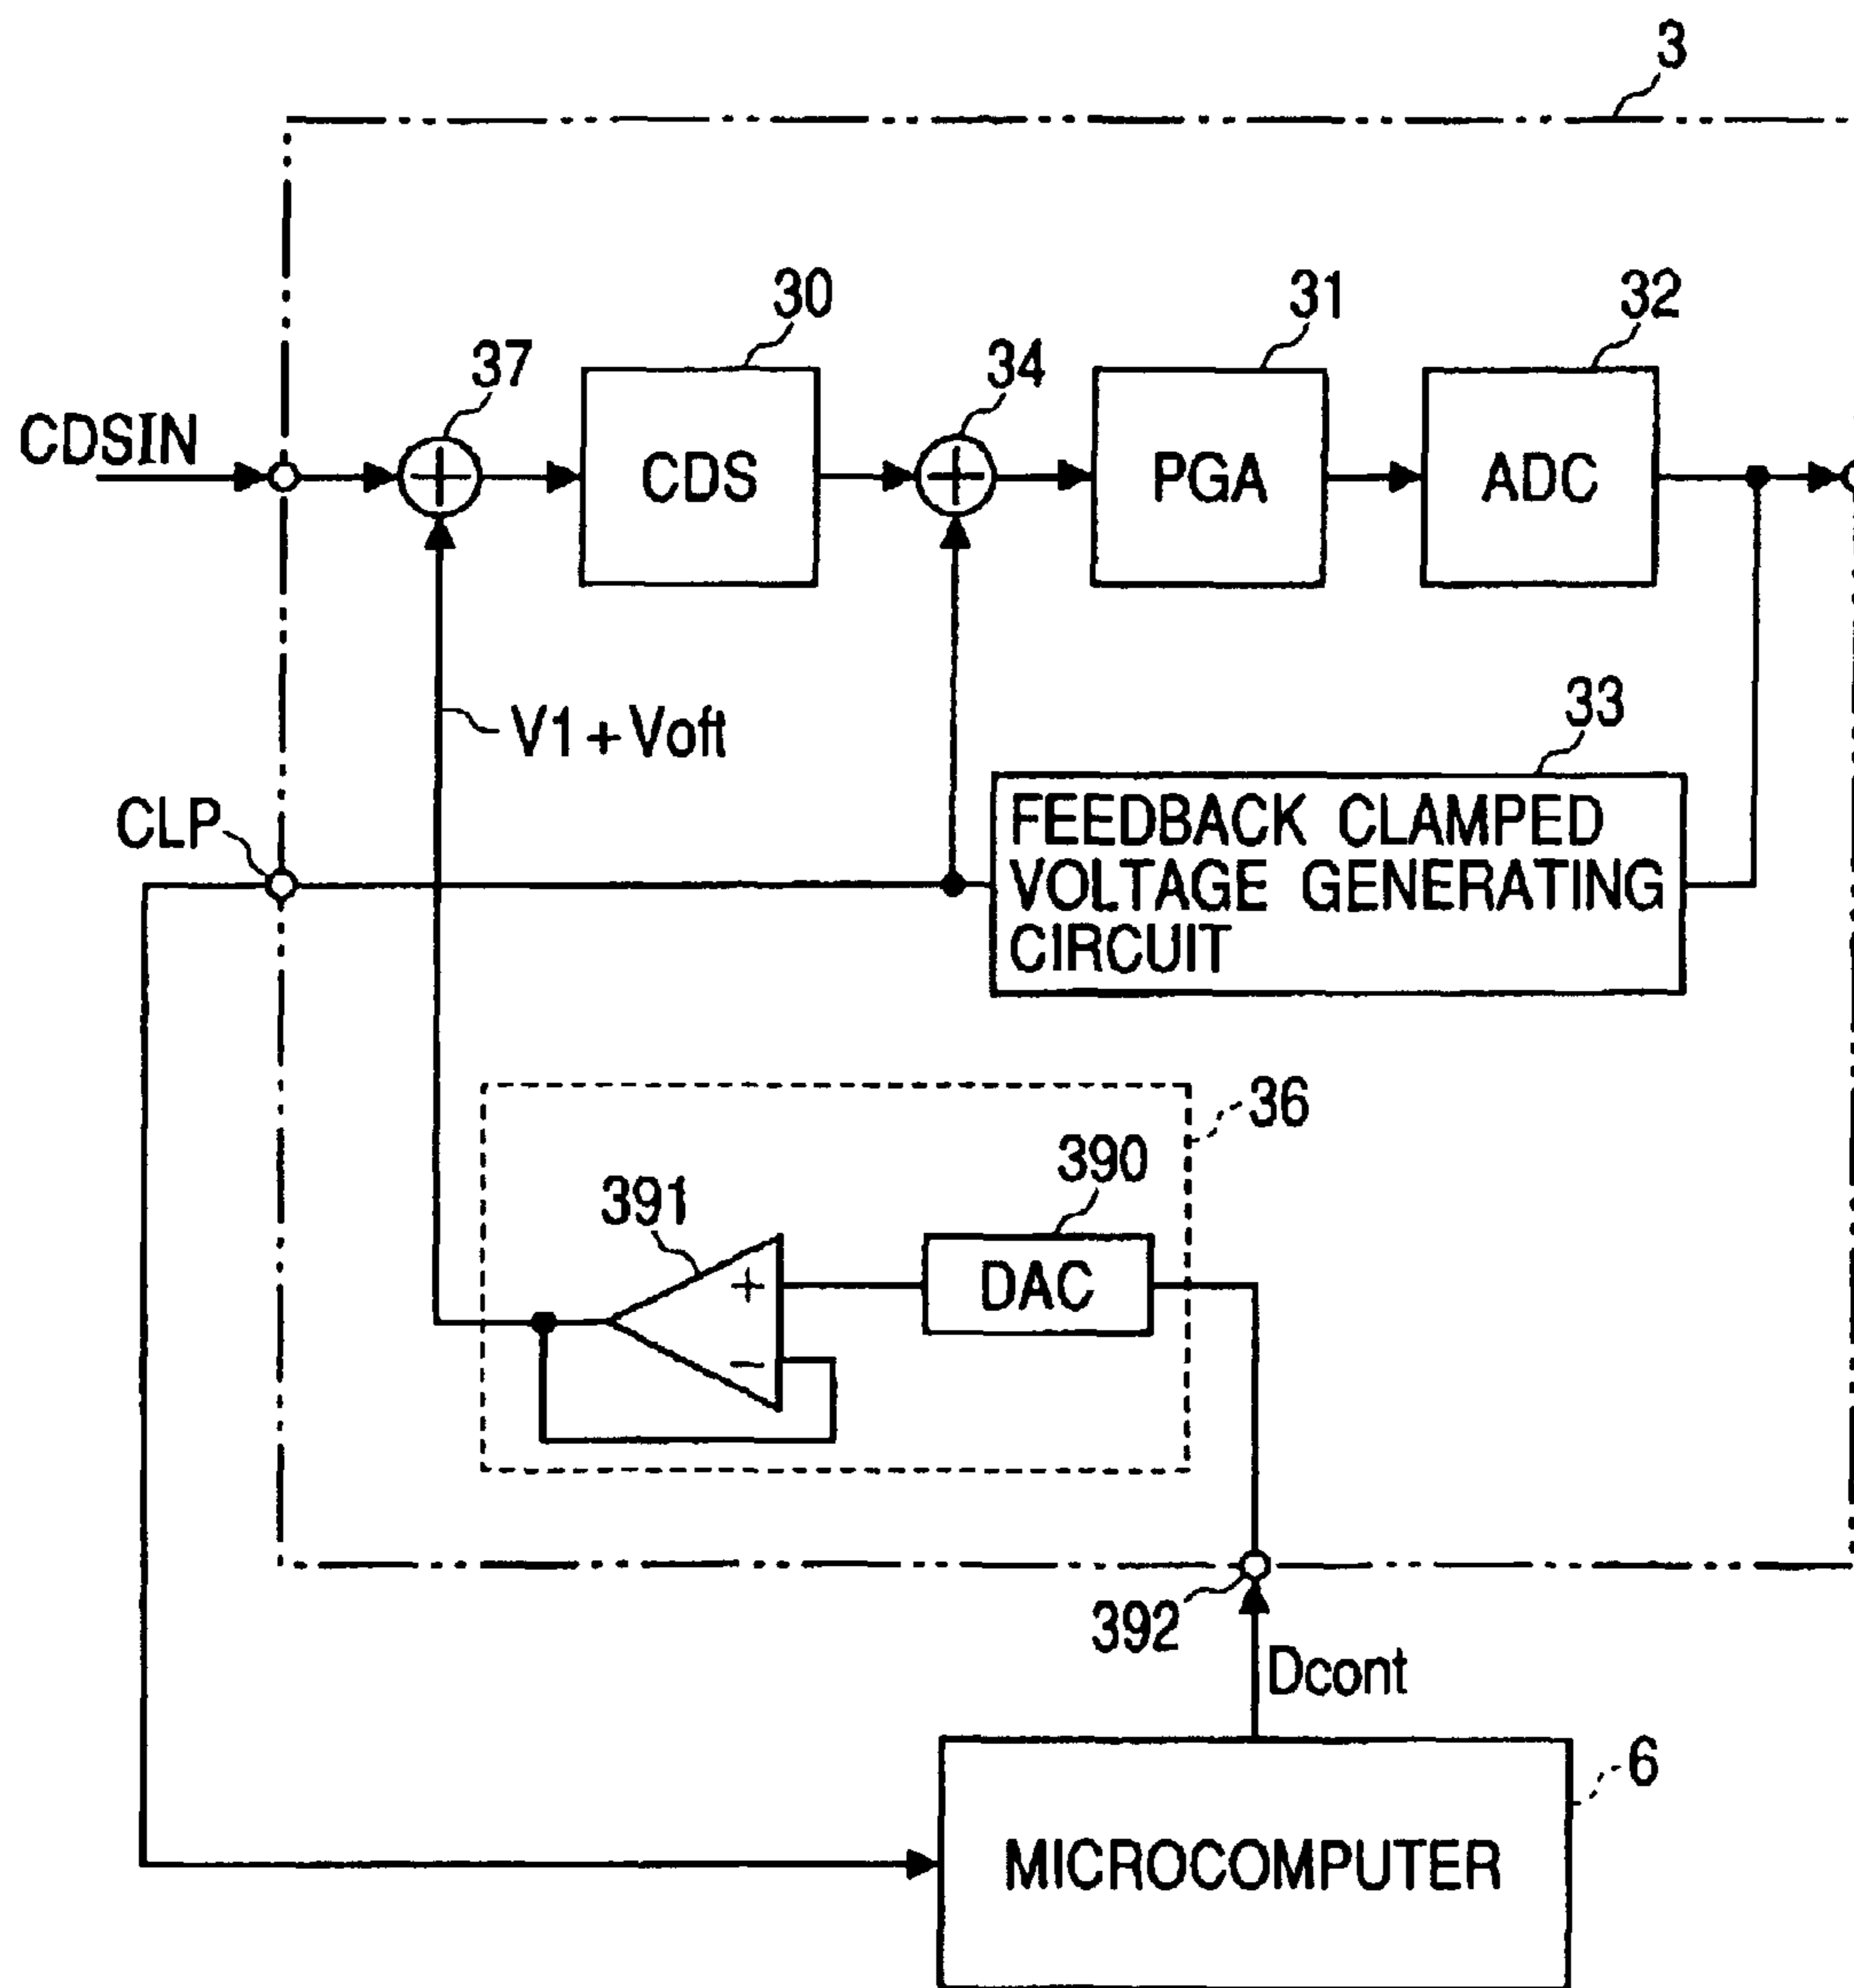 3
30
31
32
37
34
CDSIN
CDS
PGA
ADC
33
V1+Voft
CLP
FEEDBACK CLAMPED
VOLTAGE GENERATING
CIRCUIT
36
390
391
+
DAC
−
392
Dcont
6
MICROCOMPUTER